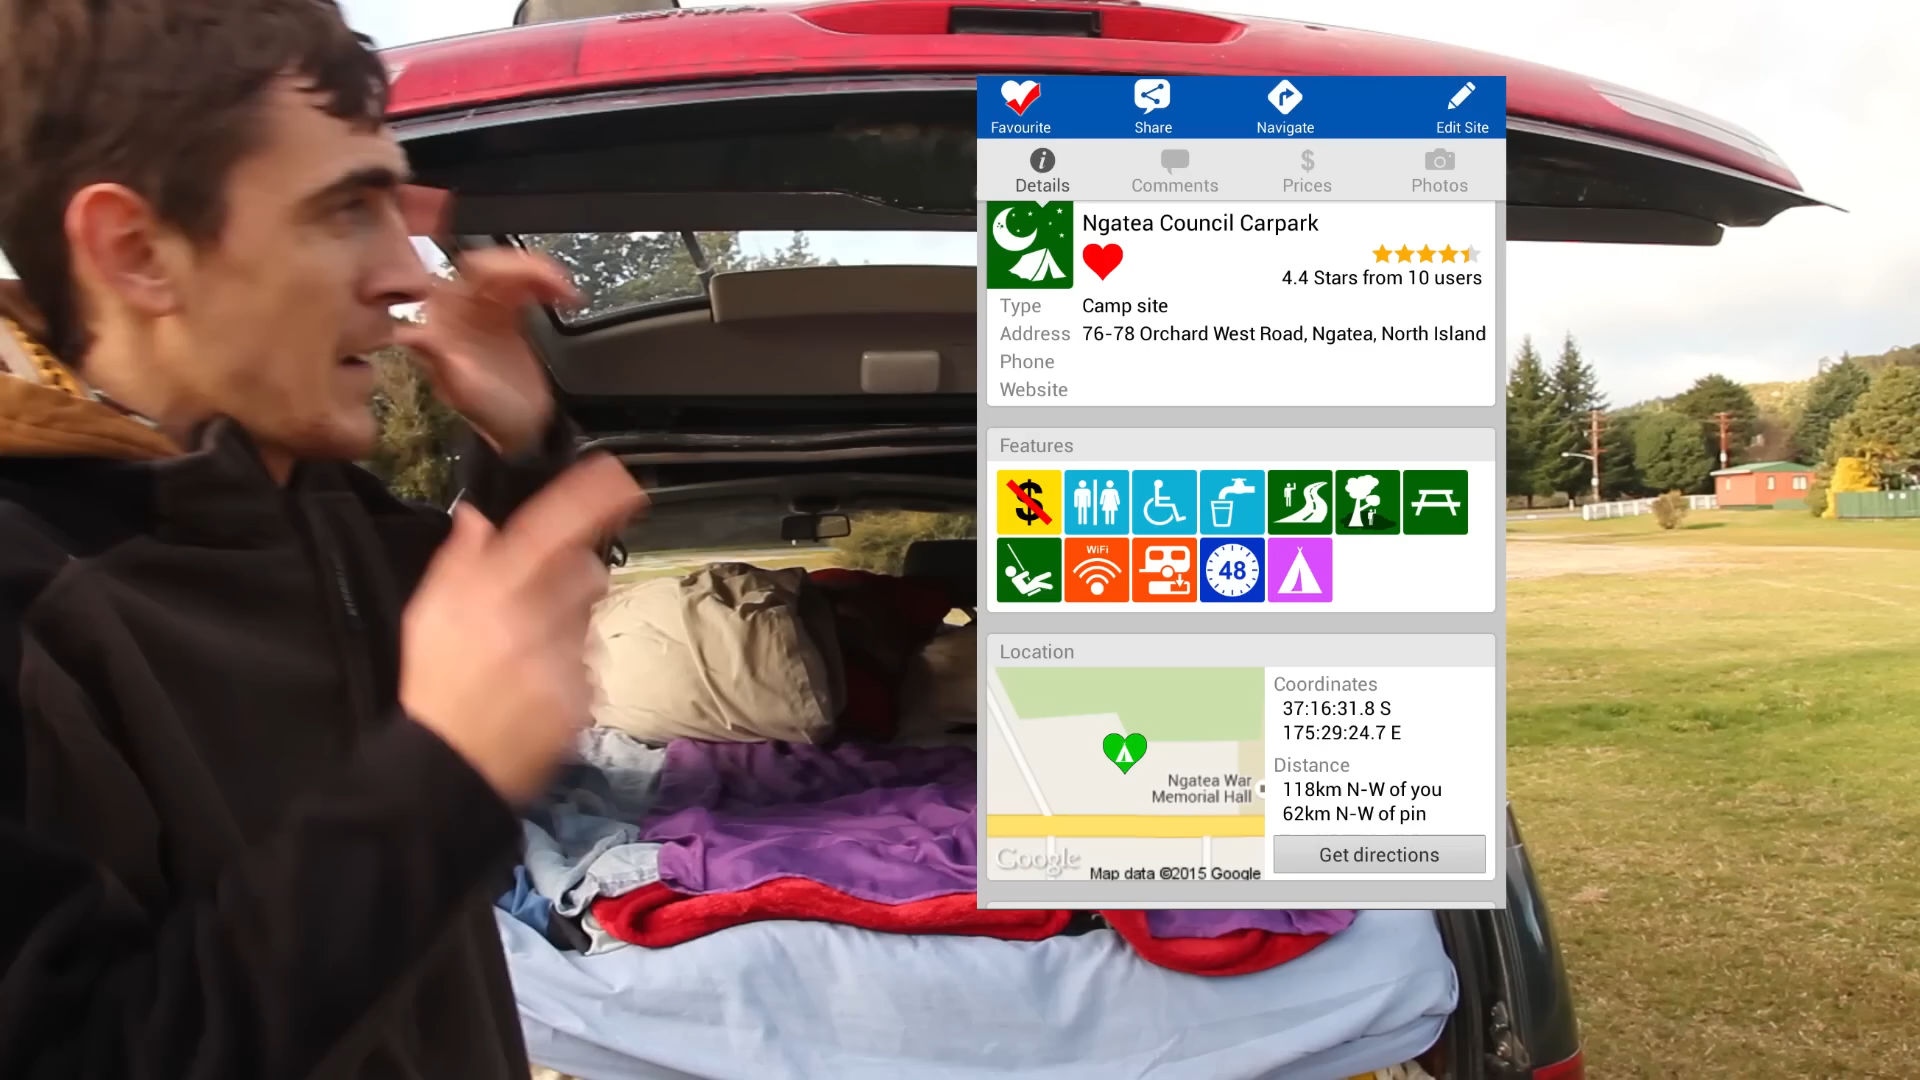 Favourite
Share
Navigate
Edit Site
Details
Comments
Prices
Photos
Ngatea Council Carpark
4.4 Stars from 10 users
Type Camp site
Address 76-78 Orchard West Road, Ngatea, North Island
Phone
Website
Features
$
WiFi
48
Location
Ngatea War
Memorial Hall
Google
Map data ©2015 Google
Coordinates
37:16:31.8 S
175:29:24.7 E
Distance
118km N-W of you
62km N-W of pin
Get directions